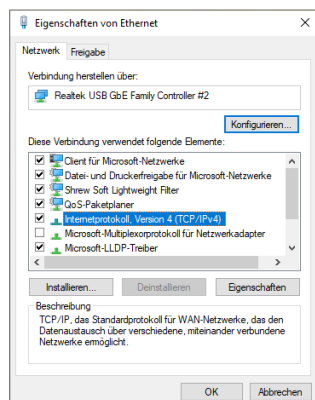 Eigenschaften von Ethernet
Netzwerk Freigabe
Verbindung herstellen über:
Realtek USB GbE Family Controller #2
Konfigurieren...
Diese Verbindung verwendet folgende Elemente:
Client für Microsoft-Netzwerke
Datei- und Druckerfreigabe für Microsoft-Netzwerke
Shrew Soft Lightweight Filter
QoS-Paketplaner
Internetprotokoll, Version 4 (TCP/IPv4)
Microsoft-Multiplexorprotokoll für Netzwerkadapter
Microsoft-LLDP-Treiber
Installieren... Deinstallieren Eigenschaften
Beschreibung
TCP/IP, das Standardprotokoll für WAN-Netzwerke, das den
Datenaustausch über verschiedene, miteinander verbundene
Netzwerke ermöglicht.
OK Abbrechen